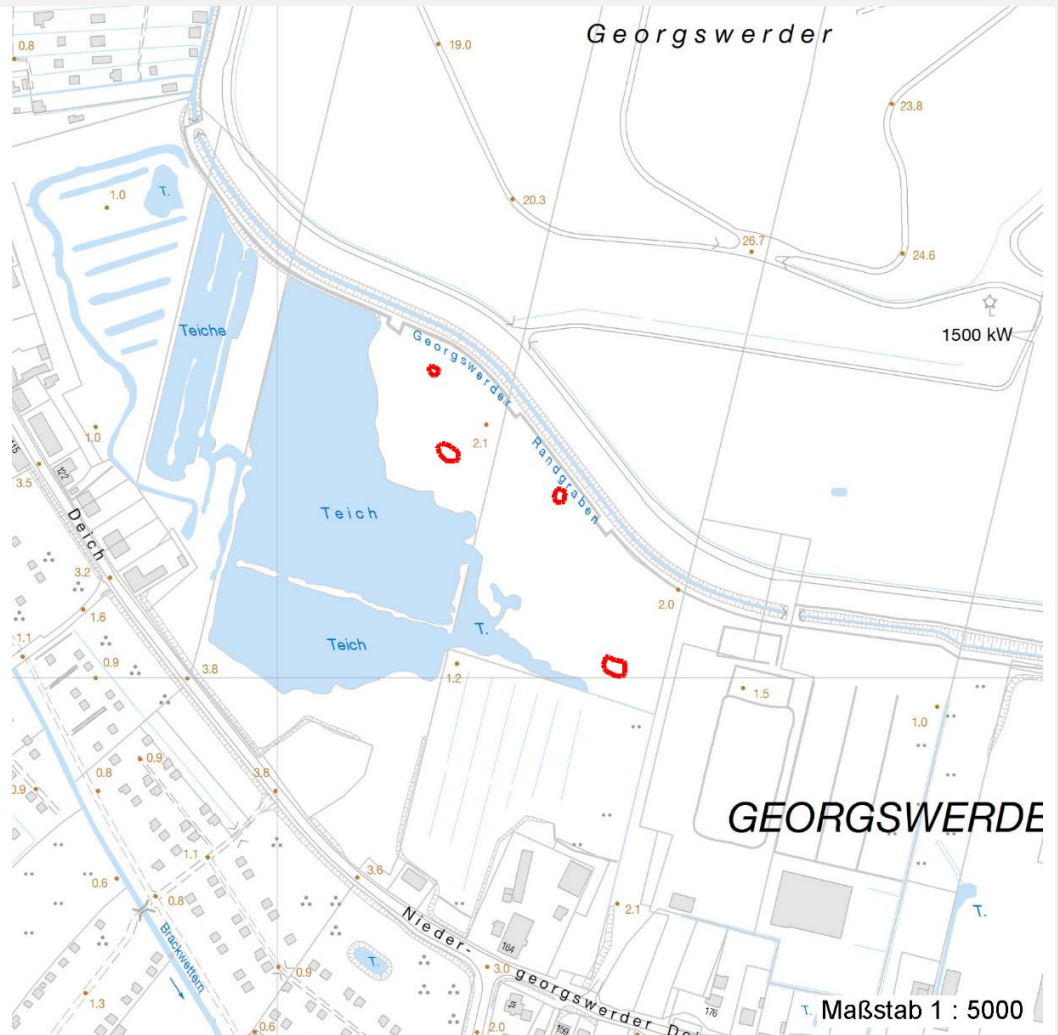 Georgswerder
0.8
19.0
23.8
1.0
T.
20.3
26.7
24.6
Teiche
1500 kW
Georgswerder
Randgraben
2.1
1.0
122
3.5
Deich
Teich
3.2
1.6
2.0
1.1
0.9
Teich
T.
3.8
1.2
1.5
1.0
0.9
0.8
3.8
0.9
GEORGSWERDE
1.1
0.6
0.8
3.6
2.1
T.
Brackwettern
Nieder-
164
T.
0.9
3.0
georgswerder Dei
1.3
1a
159
176
0.6
2.0
T.
Maßstab 1 : 5000